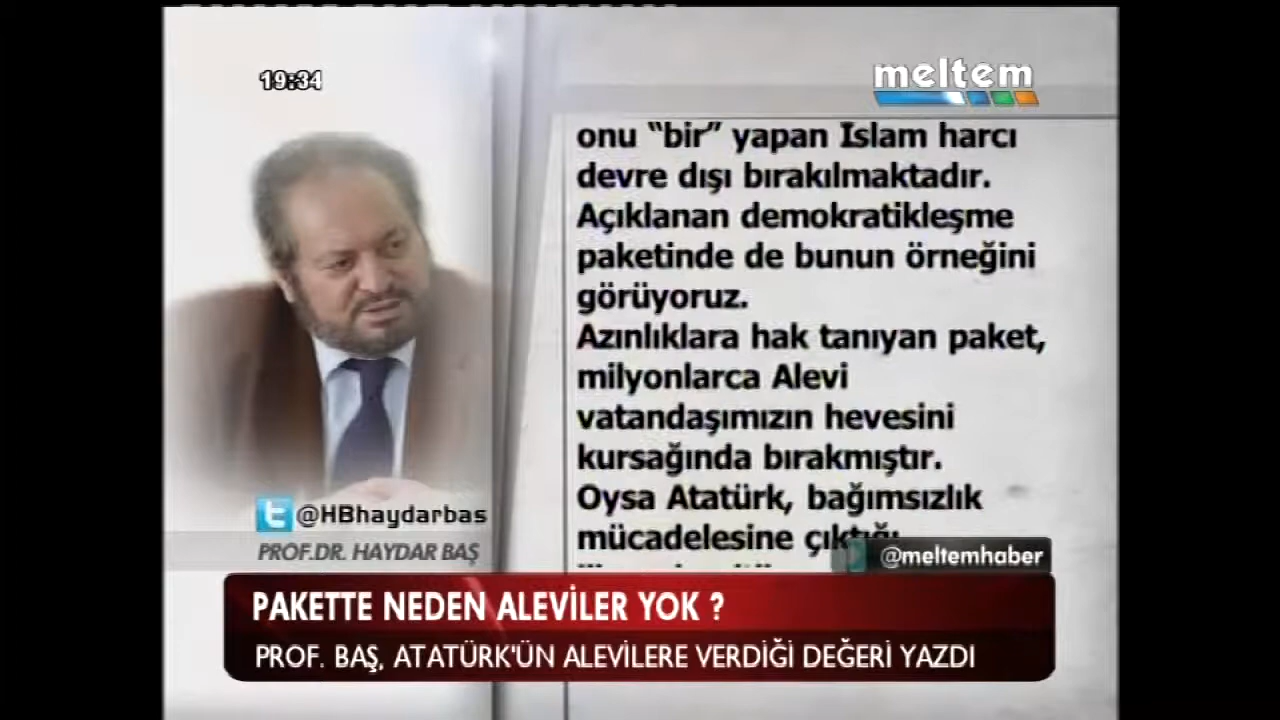 19:34
meltem
onu “bir” yapan İslam harcı
devre dışı bırakılmaktadır.
Açıklanan demokratikleşme
paketinde de bunun örneğini
görüyoruz.
Azınlıklara hak tanıyan paket,
milyonlarca Alevi
vatandaşımızın hevesini
kursağında bırakmıştır.
Oysa Atatürk, bağımsızlık
mücadelesine çıktığı
@HBhaydarbas
PROF.DR. HAYDAR BAŞ
@meltemhaber
PAKETTE NEDEN ALEVİLER YOK ?
PROF. BAŞ, ATATÜRK'ÜN ALEVİLERE VERDİĞİ DEĞERİ YAZDI